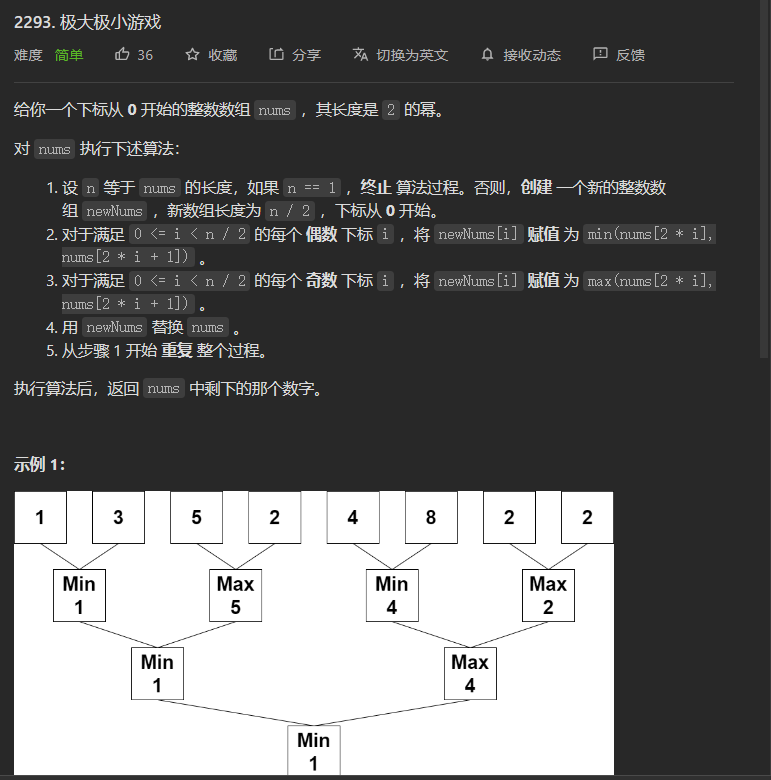 2293. 极大极小游戏
难度 简单 36 收藏 分享 切换为英文 接收动态 反馈
给你一个下标从 0 开始的整数数组 nums ，其长度是 2 的幂。
对 nums 执行下述算法：
1. 设 n 等于 nums 的长度，如果 n == 1 ，终止 算法过程。否则，创建 一个新的整数数
组 newNums ，新数组长度为 n / 2 ，下标从 0 开始。
2. 对于满足 0 <= i < n / 2 的每个 偶数 下标 i ，将 newNums[i] 赋值 为 min(nums[2 * i],
nums[2 * i + 1]) 。
3. 对于满足 0 <= i < n / 2 的每个 奇数 下标 i ，将 newNums[i] 赋值 为 max(nums[2 * i],
nums[2 * i + 1]) 。
4. 用 newNums 替换 nums 。
5. 从步骤 1 开始 重复 整个过程。
执行算法后，返回 nums 中剩下的那个数字。
示例 1：
1 3 5 2 4 8 2 2
Min Max Min Max
1 5 4 2
Min Max
1 4
Min
1